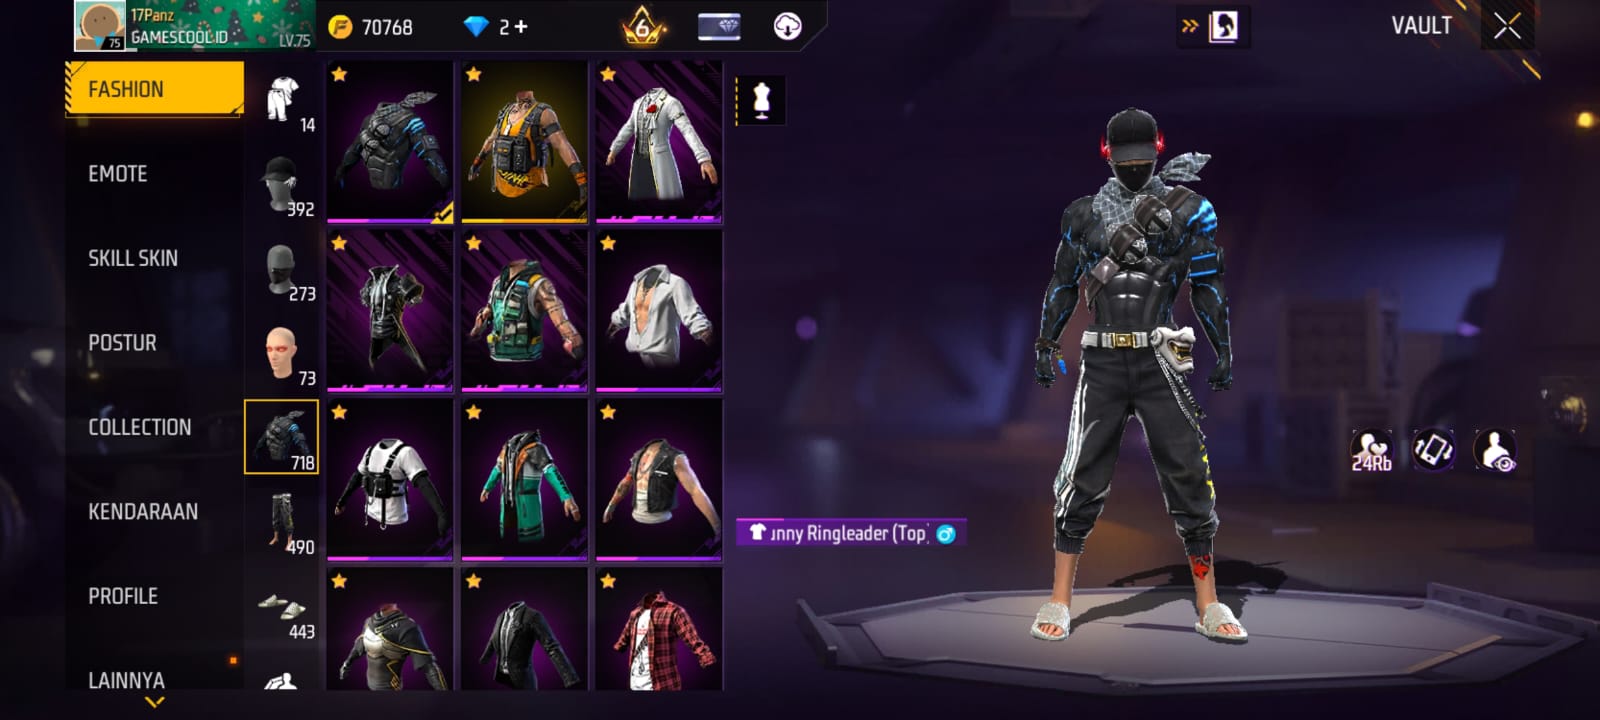 17Panz
75
GAMESCOOL.ID
LV.75
70768
2+
6
VAULT
FASHION
EMOTE
SKILL SKIN
POSTUR
COLLECTION
KENDARAAN
PROFILE
LAINNYA
14
392
273
73
718
490
443
24Rb
nny Ringleader (Top)